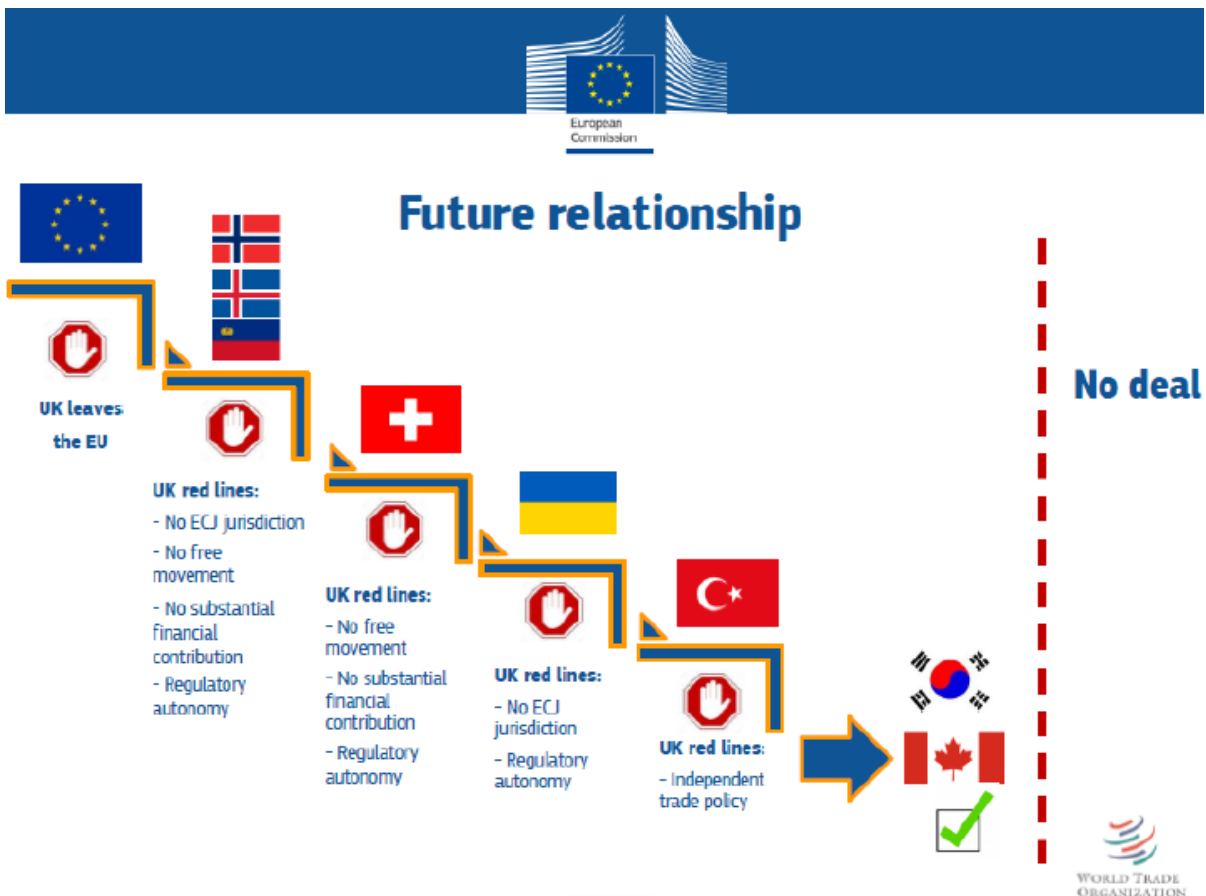 European
Commission
Future relationship
No deal
UK leaves
the EU
UK red lines:
- No ECJ jurisdiction
- No free
movement
- No substantial
financial
contribution
- Regulatory
autonomy
UK red lines:
- No free
movement
- No substantial
financial
contribution
- Regulatory
autonomy
UK red lines:
- No ECJ
jurisdiction
- Regulatory
autonomy
UK red lines:
- Independent
trade policy
WORLD TRADE
ORGANIZATION